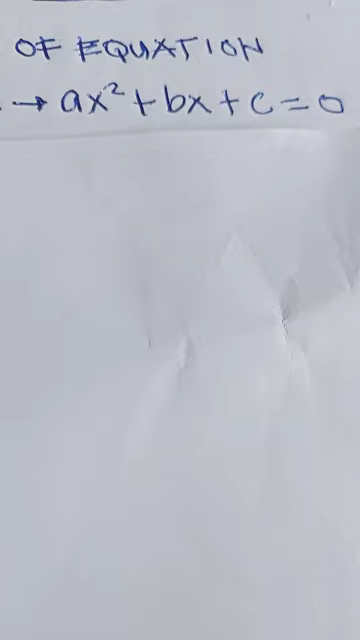 OF EQUATION
→ ax² + bx + c = 0